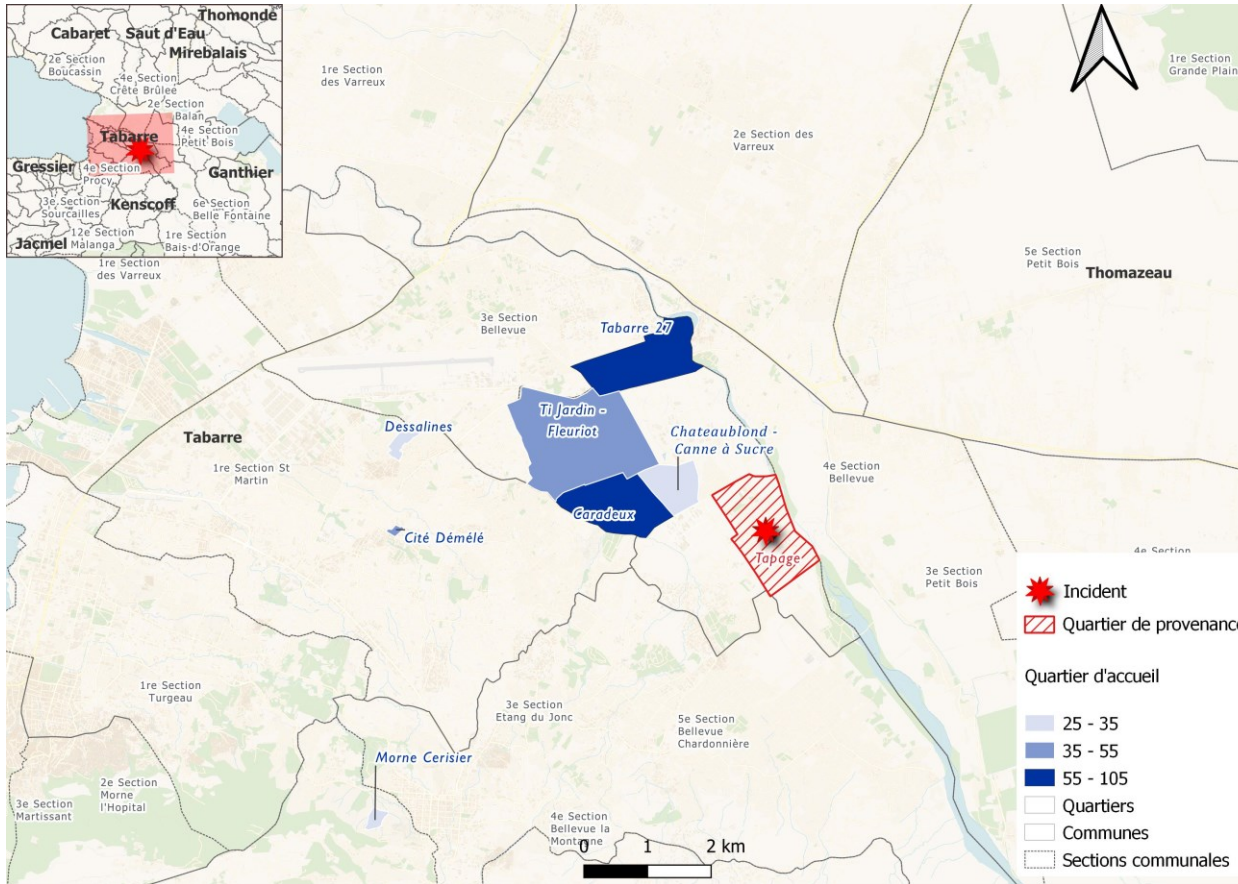 Thomonde
Cabaret
Saut d'Eau
Mirebalais
2e Section
Boucassin
4e Section
Crête Brûlee
2e Section
Balan
Tabarre
4e Section
Petit Bois
Gressier
4e Section
Procy
Ganthier
Kenscoff
3e Section
Sourcailles
6e Section
Belle Fontaine
12e Section
Malanga
1re Section
Bais-d'Orange
Jacmel
1re Section
des Varreux
1re Section
Grande Plain
2e Section des
Varreux
5e Section
Petit Bois
Thomazeau
1re Section
des Varreux
3e Section
Bellevue
Tabarre 27
Ti Jardin -
Fleuriot
Dessalines
Chateaublond -
Canne à Sucre
Tabarre
1re Section St
Martin
4e Section
Bellevue
Caradeux
Cité Démélé
Tapage
3e Section
Petit Bois
4e Section
1re Section
Turgeau
3e Section
Etang du Jonc
5e Section
Bellevue
Chardonnière
Morne Cerisier
2e Section
Morne
l'Hopital
3e Section
Martissant
4e Section
Bellevue la
Montagne
0 1 2 km
Incident
Quartier de provenance
Quartier d'accueil
25 - 35
35 - 55
55 - 105
Quartiers
Communes
Sections communales